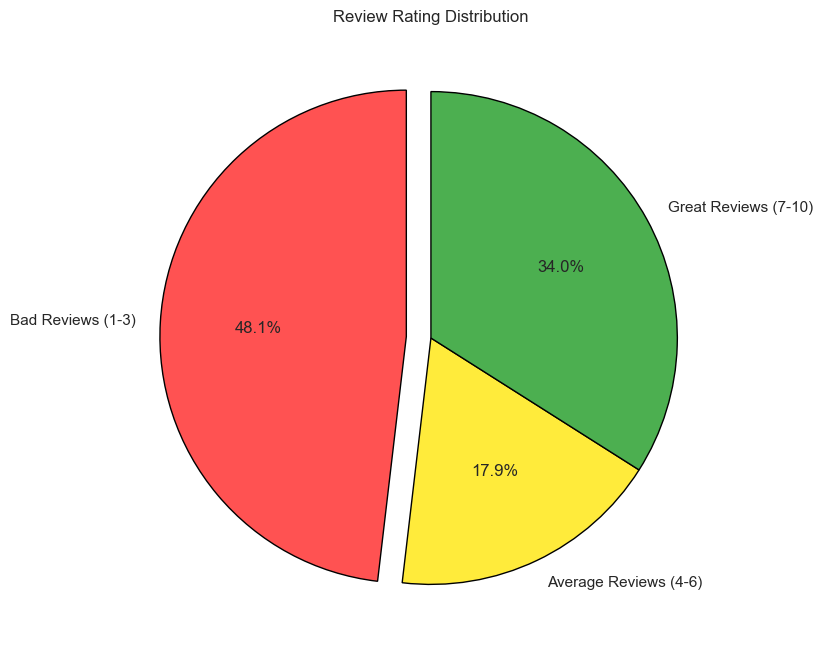 Review Rating Distribution
Great Reviews (7-10)
34.0%
Bad Reviews (1-3)
48.1%
17.9%
Average Reviews (4-6)